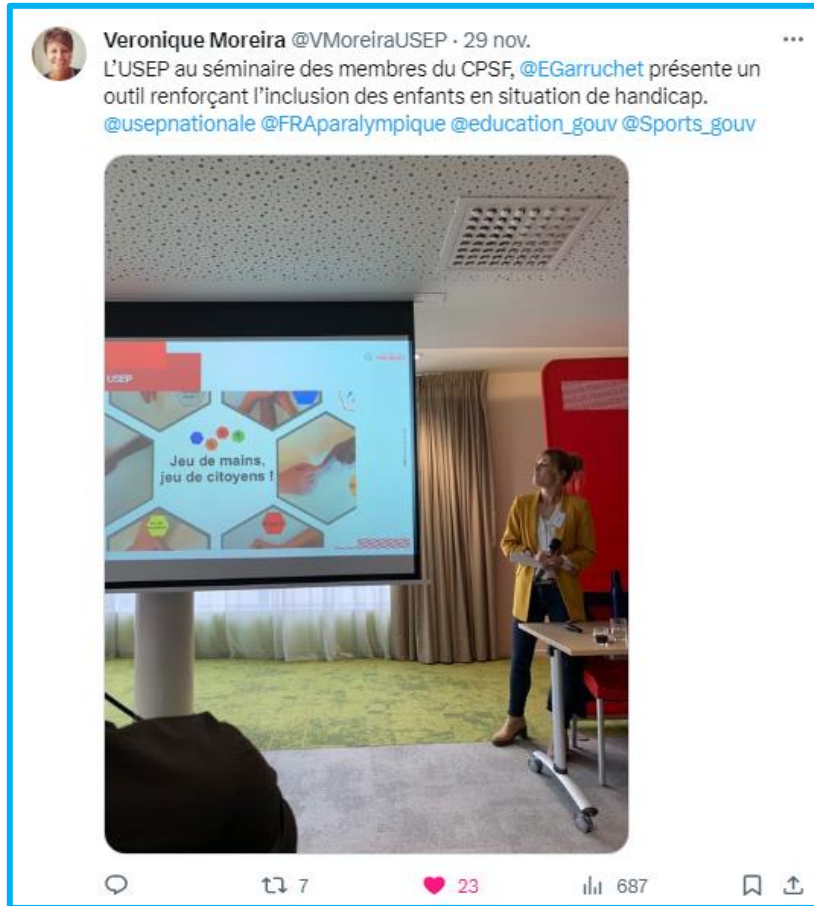 Veronique Moreira @VMoreiraUSEP · 29 nov.
L'USEP au séminaire des membres du CPSF, @EGarruchet présente un
outil renforçant l'inclusion des enfants en situation de handicap.
@usepnationale @FRAparalympique @education_gouv @Sports_gouv
USEP
Jeu de mains,
jeu de citoyens !
7
23
687